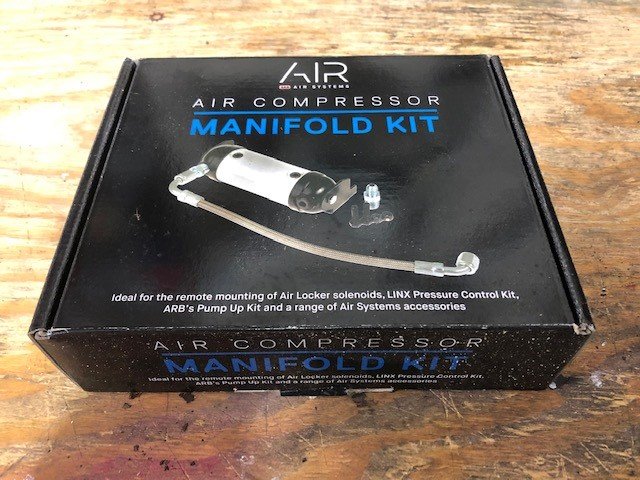 AIR
ARB AIR SYSTEMS
AIR COMPRESSOR
MANIFOLD KIT
Ideal for the remote mounting of Air Locker solenoids, LINX Pressure Control Kit,
ARB's Pump Up Kit and a range of Air Systems accessories
AIR COMPRESSOR
MANIFOLD KIT
Ideal for the remote mounting of Air Locker solenoids, LINX Pressure Control Kit,
ARB's Pump Up Kit and a range of Air Systems accessories